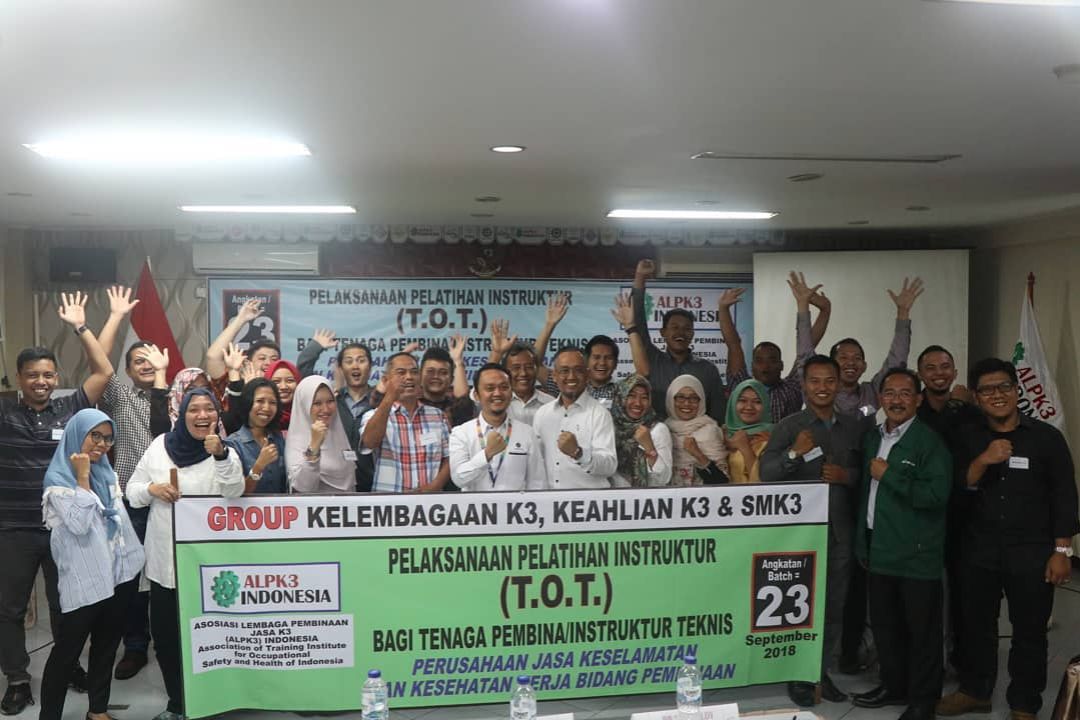 Angkatan /
23
PELAKSANAAN PELATIHAN INSTRUKTUR
(T.O.T.)
ALPK3
INDONESIA
ALPK3
GROUP KELEMBAGAAN K3, KEAHLIAN K3 & SMK3
ALPK3
INDONESIA
ASOSIASI LEMBAGA PEMBINAAN
JASA K3
(ALPK3) INDONESIA
Association of Training Institute
for Occupational
Safety and Health of Indonesia
PELAKSANAAN PELATIHAN INSTRUKTUR
(T.O.T.)
BAGI TENAGA PEMBINA/INSTRUKTUR TEKNIS
PERUSAHAAN JASA KESELAMATAN
KESEHATAN KERJA BIDANG PEMBINAAN
Angkatan /
Batch =
23
September
2018